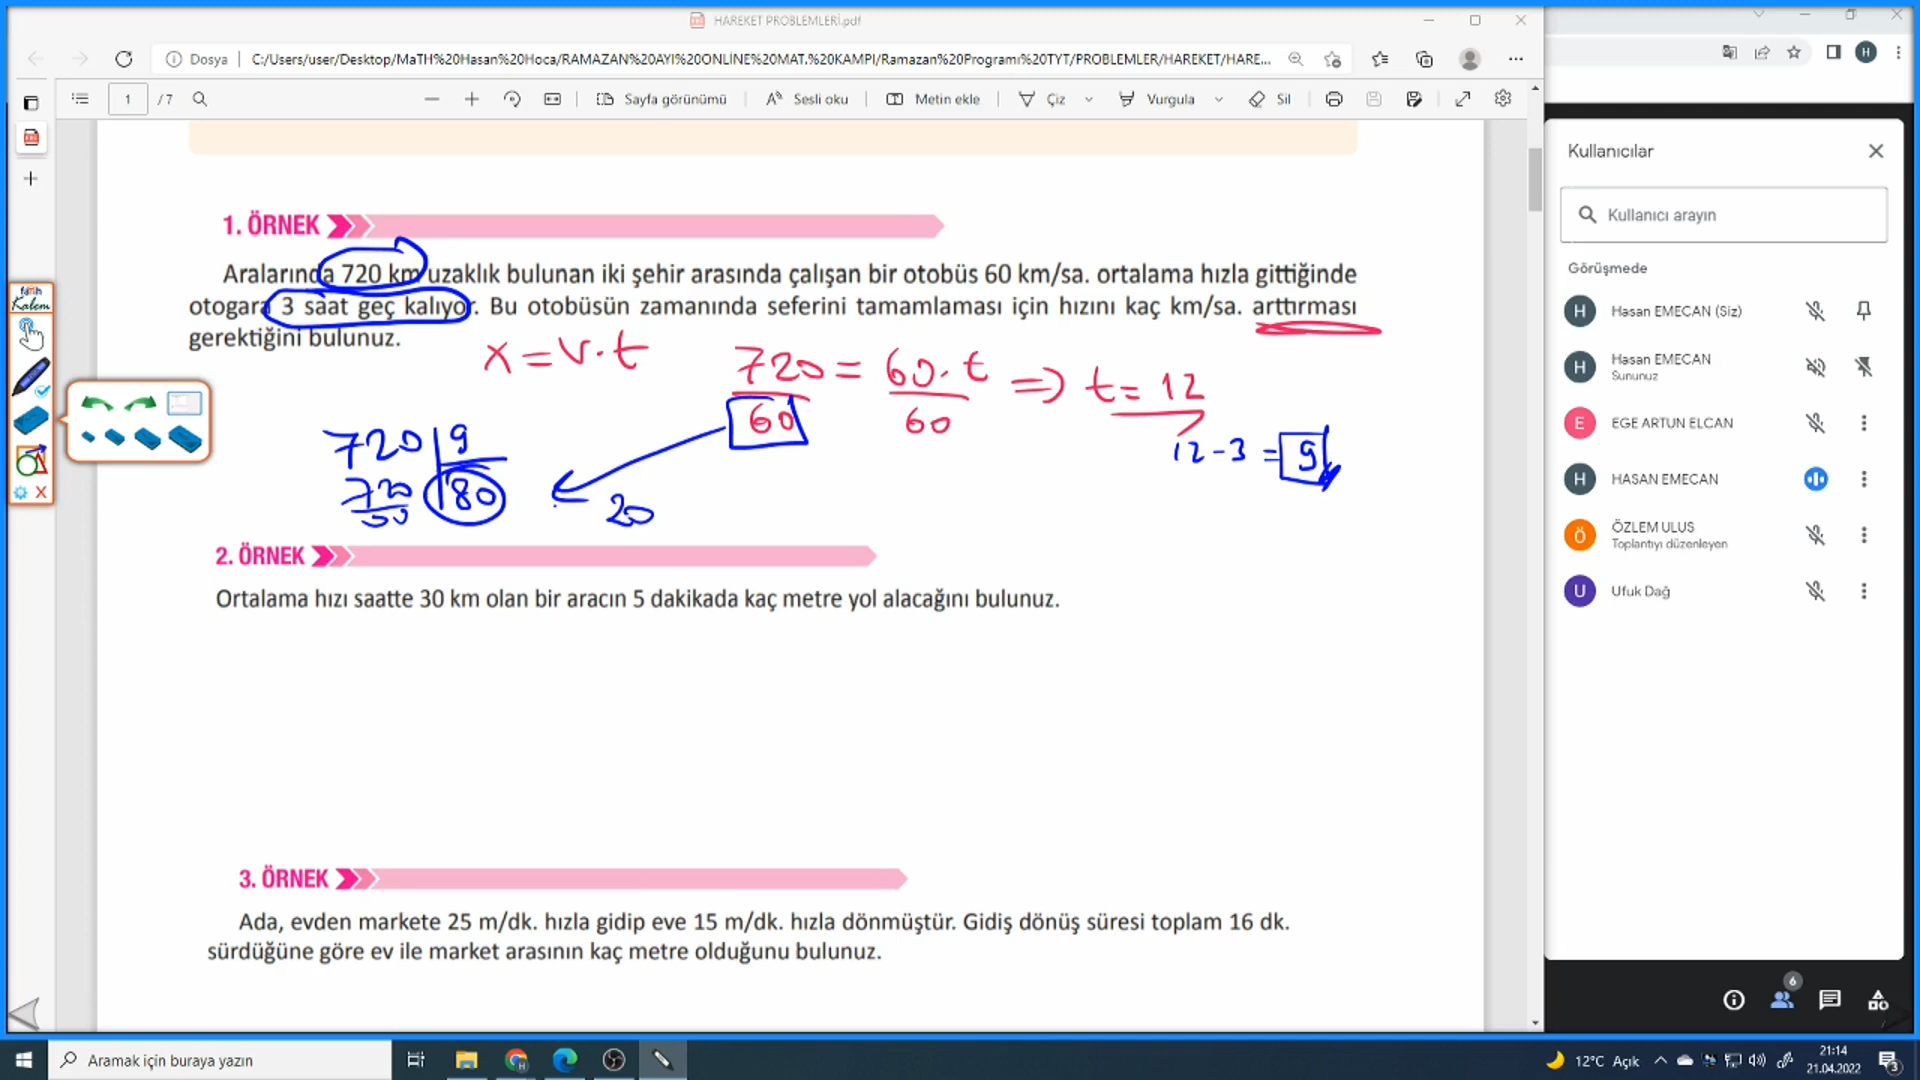 HAREKET PROBLEMLERİ.pdf
Dosya C:/Users/user/Desktop/MaTH%20Hasan%20Hoca/RAMAZAN%20AYI%20ONLİNE%20MAT.%20KAMPI/Ramazan%20Programı%20TYT/PROBLEMLER/HAREKET/HARE...
1 /7 Sayfa görünümü Sesli oku Metin ekle Çiz Vurgula Sil
fatih
Kalem
X
1. ÖRNEK
Aralarında 720 km uzaklık bulunan iki şehir arasında çalışan bir otobüs 60 km/sa. ortalama hızla gittiğinde
otogara 3 saat geç kalıyor. Bu otobüsün zamanında seferini tamamlaması için hızını kaç km/sa. arttırması
gerektiğini bulunuz.
x = v.t
720/60 = 60.t/60 => t = 12
12-3 = 9
720 | 9
720 80
00
20
2. ÖRNEK
Ortalama hızı saatte 30 km olan bir aracın 5 dakikada kaç metre yol alacağını bulunuz.
3. ÖRNEK
Ada, evden markete 25 m/dk. hızla gidip eve 15 m/dk. hızla dönmüştür. Gidiş dönüş süresi toplam 16 dk.
sürdüğüne göre ev ile market arasının kaç metre olduğunu bulunuz.
H
Kullanıcılar
Kullanıcı arayın
Görüşmede
H Hasan EMECAN (Siz)
H Hasan EMECAN
Sununuz
E EGE ARTUN ELCAN
H HASAN EMECAN
Ö ÖZLEM ULUS
Toplantıyı düzenleyen
U Ufuk Dağ
6
Aramak için buraya yazın
12°C Açık
21:14
21.04.2022
3